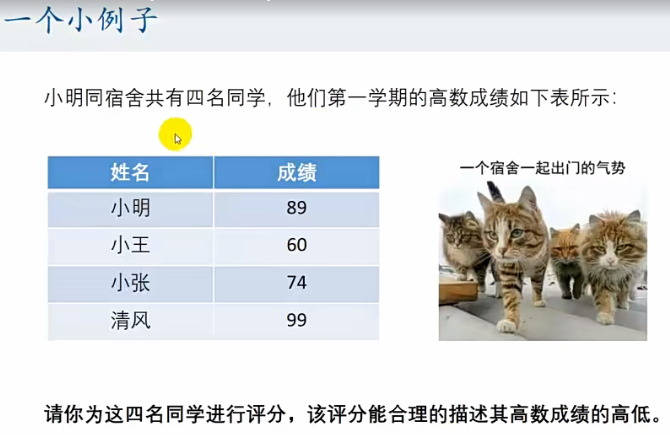 一个小例子
小明同宿舍共有四名同学，他们第一学期的高数成绩如下表所示：
姓名 成绩
小明 89
小王 60
小张 74
清风 99
一个宿舍一起出门的气势
请你为这四名同学进行评分，该评分能合理的描述其高数成绩的高低。